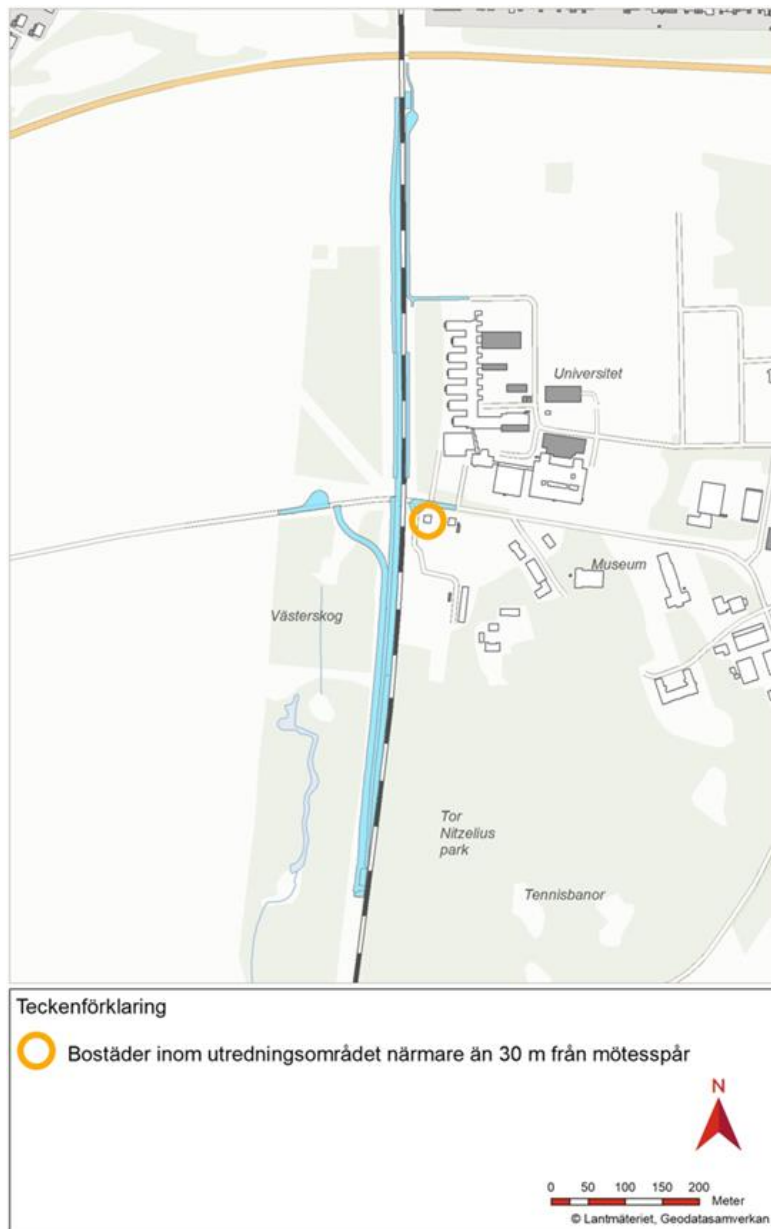 Universitet
Museum
Västerskog
Tor
Nitzelius
park
Tennisbanor
Teckenförklaring
Bostäder inom utredningsområdet närmare än 30 m från mötesspår
N
0 50 100 150 200
Meter
© Lantmäteriet, Geodatasamverkan